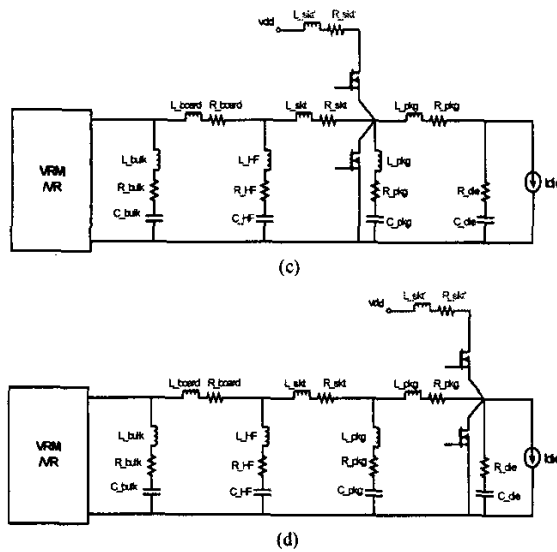 L_skt' R_skt'
vdd
L_board R_board L_skt R_skt L_pkg R_pkg
VRM
/VR
L_bulk L_HF L_pkg
R_bulk R_HF R_pkg R_die Idie
C_bulk C_HF C_pkg C_die
(c)
L_skt' R_skt'
vdd
L_board R_board L_skt R_skt L_pkg R_pkg
VRM
/VR
L_bulk L_HF L_pkg
R_bulk R_HF R_pkg R_die Idie
C_bulk C_HF C_pkg C_die
(d)